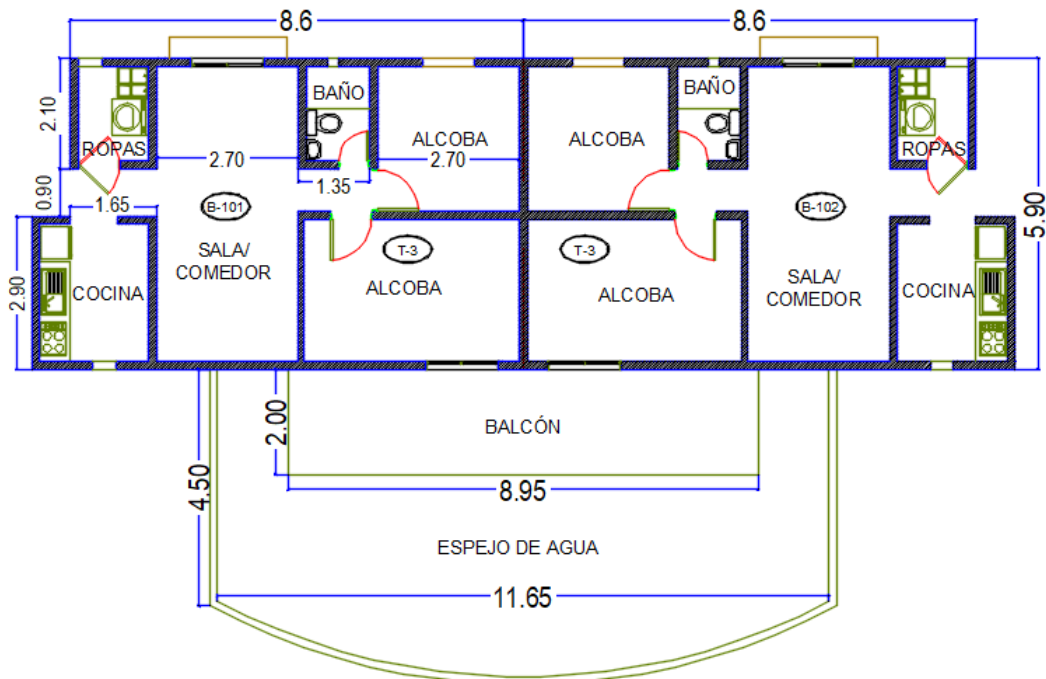 8.6
8.6
BAÑO
BAÑO
2.10
ROPAS
ALCOBA
ALCOBA
ROPAS
2.70
2.70
1.35
0.90
1.65
B-101
B-102
5.90
SALA/
COMEDOR
T-3
T-3
SALA/
COMEDOR
2.90
COCINA
ALCOBA
ALCOBA
COCINA
2.00
BALCÓN
4.50
8.95
ESPEJO DE AGUA
11.65